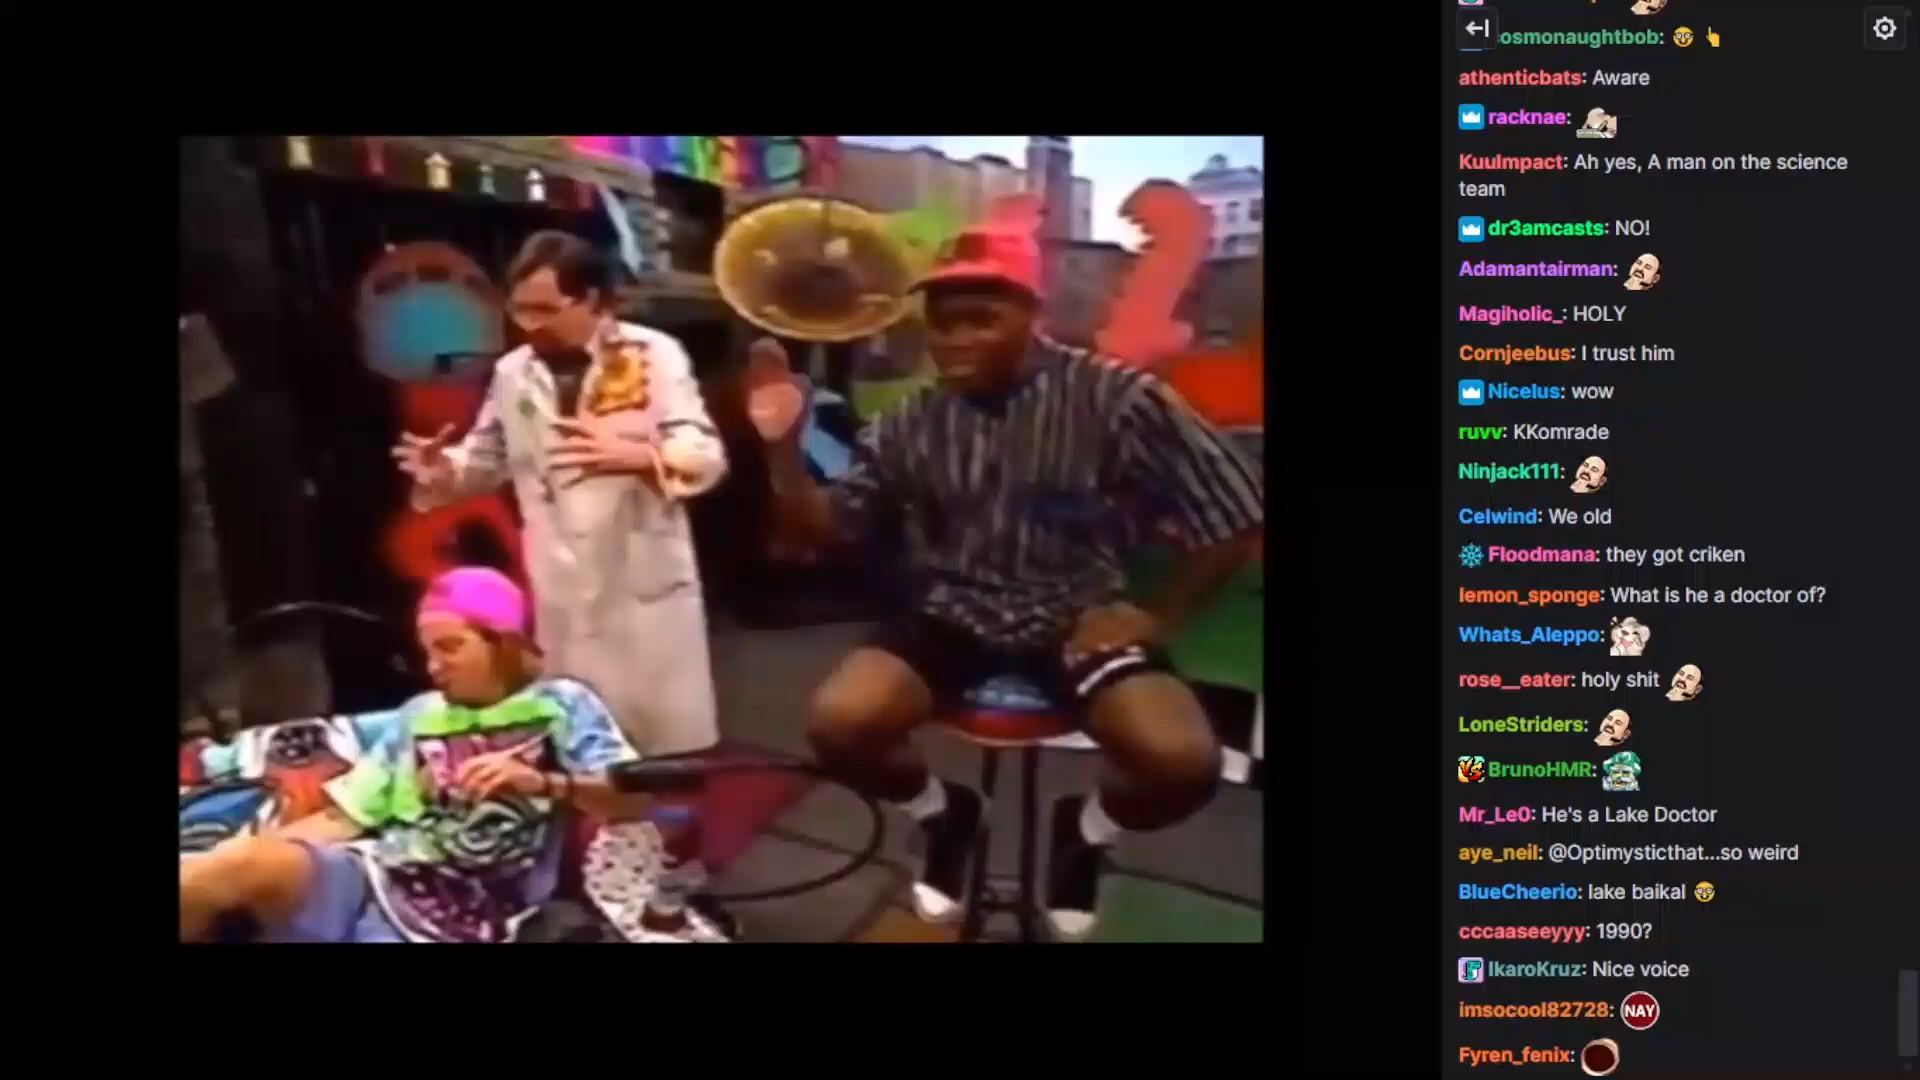 osmonaughtbob:
athenticbats: Aware
racknae:
KuuImpact: Ah yes, A man on the science
team
dr3amcasts: NO!
Adamantairman:
Magiholic_: HOLY
Cornjeebus: I trust him
Nicelus: wow
ruvv: KKomrade
Ninjack111:
Celwind: We old
Floodmana: they got criken
lemon_sponge: What is he a doctor of?
Whats_Aleppo:
rose__eater: holy shit
LoneStriders:
BrunoHMR:
Mr_Le0: He's a Lake Doctor
aye_neil: @Optimysticthat...so weird
BlueCheerio: lake baikal
cccaaseeyyy: 1990?
IkaroKruz: Nice voice
imsocool82728: NAY
Fyren_fenix: